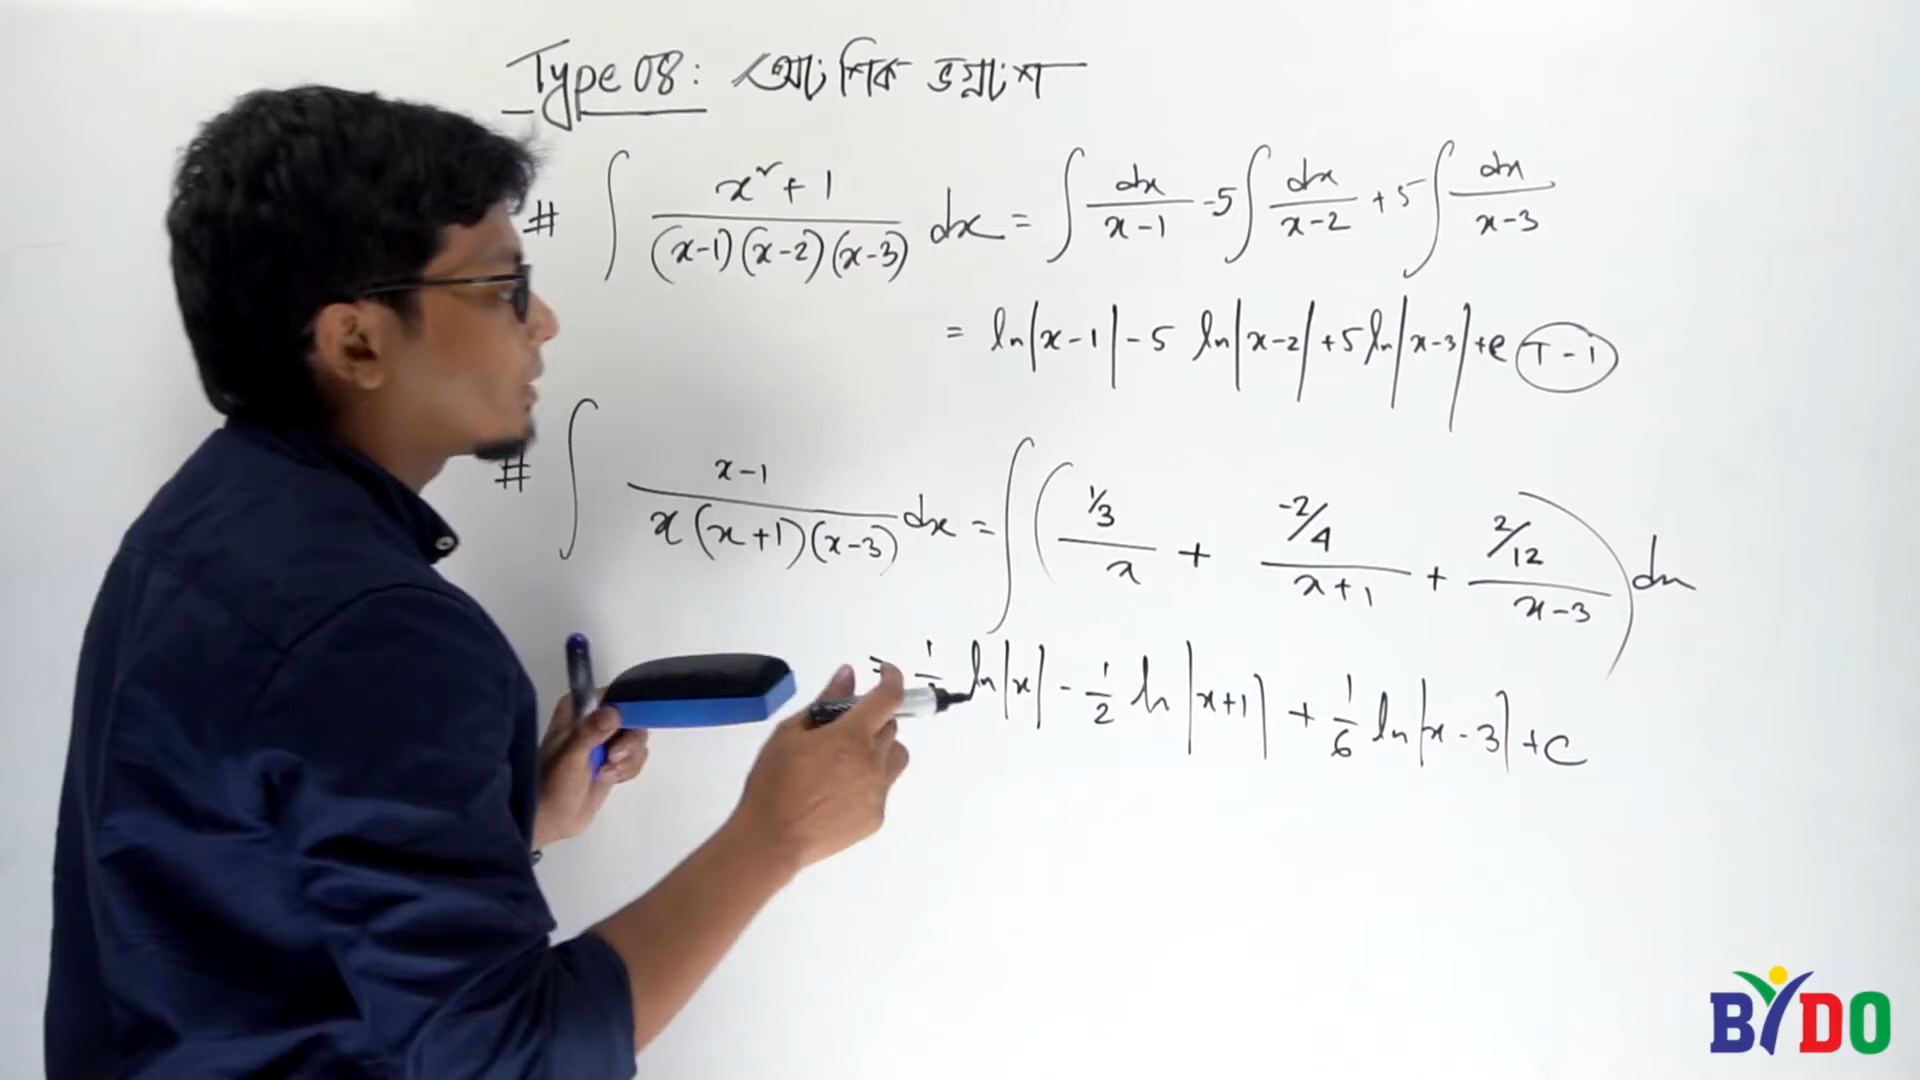 Type 08: আংশিক ভগ্নাংশ
# ∫ x² + 1 / (x-1)(x-2)(x-3) dx = ∫ dx / x-1 -5 ∫ dx / x-2 + 5 ∫ dx / x-3
= ln|x-1| - 5 ln|x-2| + 5 ln|x-3| + c T-1
# ∫ x-1 / x(x+1)(x-3) dx = ∫ ( 1/3 / x + -2/4 / x+1 + 2/12 / x-3 ) dx
= ln|x| - 1/2 ln|x+1| + 1/6 ln|x-3| + c
BYDO